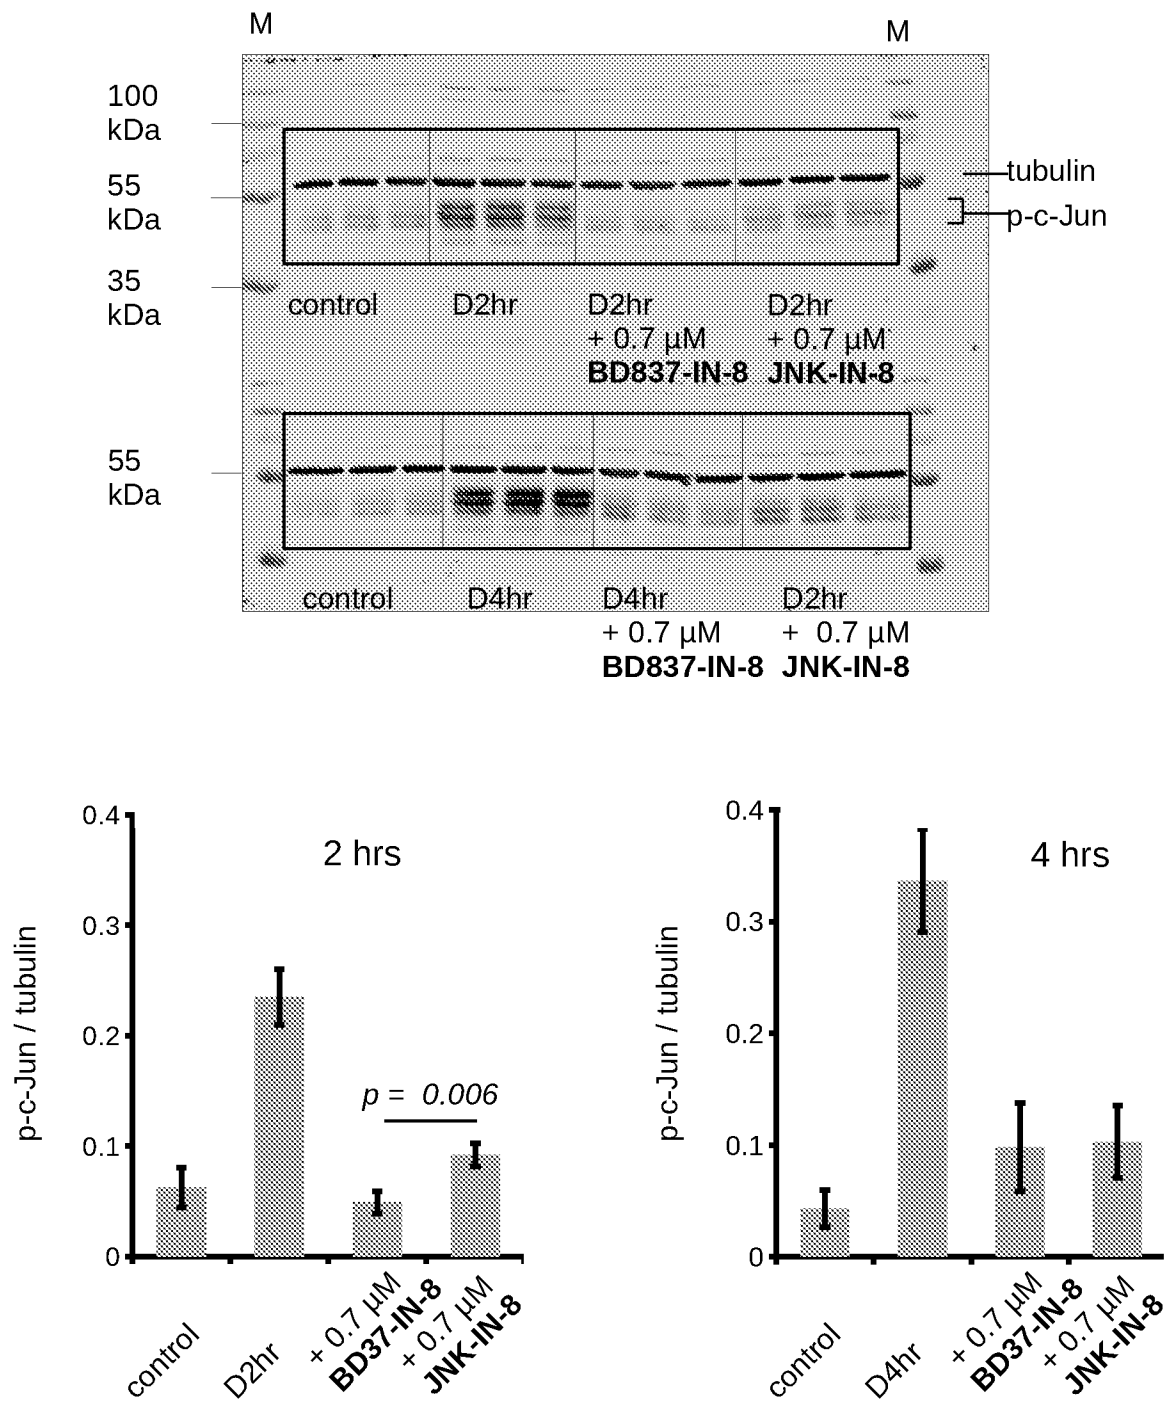 M
M
100
kDa
55
kDa
35
kDa
tubulin
p-c-Jun
control
D2hr
D2hr
+ 0.7 µM
BD837-IN-8
D2hr
+ 0.7 µM
JNK-IN-8
55
kDa
control
D4hr
D4hr
+ 0.7 µM
BD837-IN-8
D2hr
+ 0.7 µM
JNK-IN-8
p-c-Jun / tubulin
0.4
0.3
0.2
0.1
0
2 hrs
p = 0.006
control
D2hr
+ 0.7 µM
BD37-IN-8
+ 0.7 µM
JNK-IN-8
p-c-Jun / tubulin
0.4
0.3
0.2
0.1
0
4 hrs
control
D4hr
+ 0.7 µM
BD37-IN-8
+ 0.7 µM
JNK-IN-8